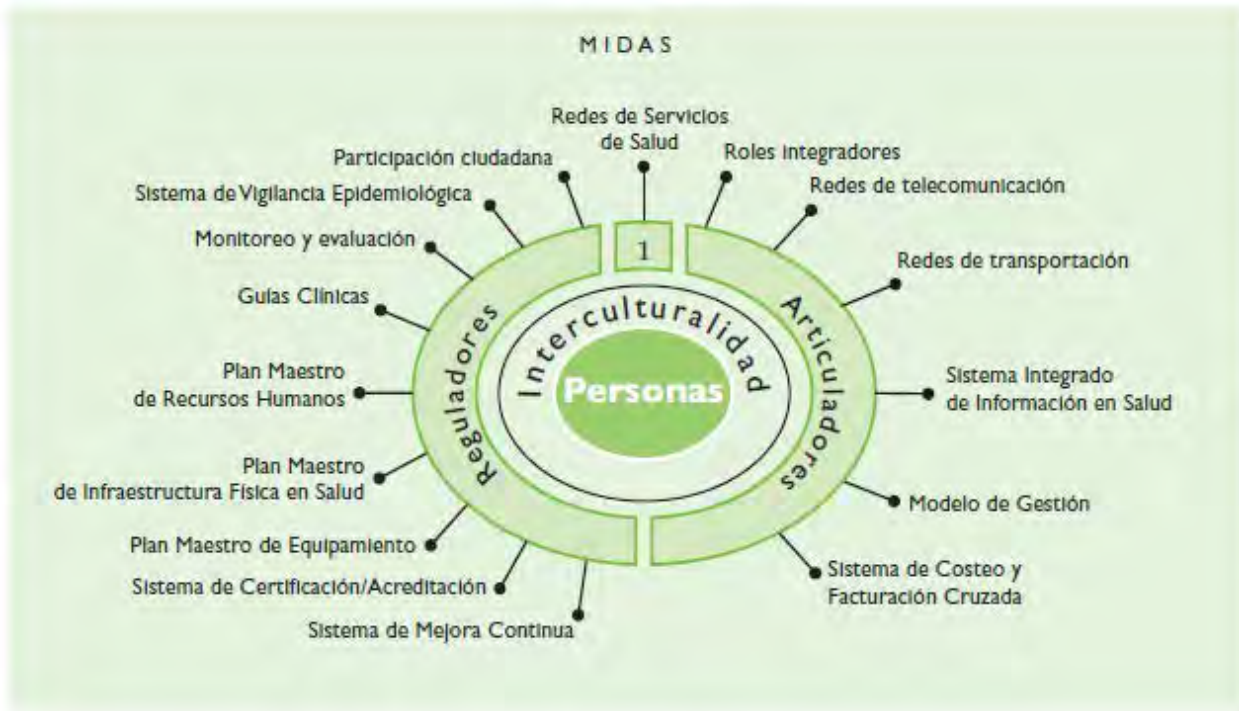 MIDAS
Redes de Servicios
de Salud
Participación ciudadana
Roles integradores
Sistema de Vigilancia Epidemiológica
Redes de telecomunicación
Monitoreo y evaluación
Redes de transportación
Guías Clínicas
Plan Maestro
de Recursos Humanos
Sistema Integrado
de Información en Salud
Plan Maestro
de Infraestructura Física en Salud
Modelo de Gestión
Plan Maestro de Equipamiento
Sistema de Certificación/Acreditación
Sistema de Costeo y
Facturación Cruzada
Sistema de Mejora Continua
1
Reguladores
Interculturalidad
Personas
Articuladores